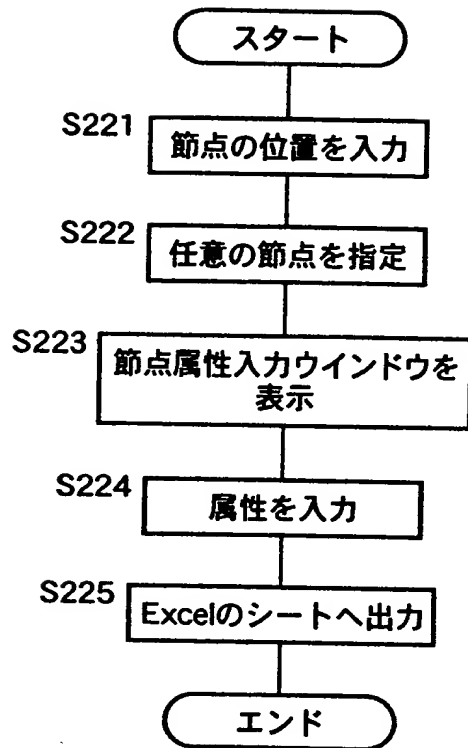 スタート
S221
節点の位置を入力
S222
任意の節点を指定
S223
節点属性入力ウインドウを
表示
S224
属性を入力
S225
Excelのシートへ出力
エンド